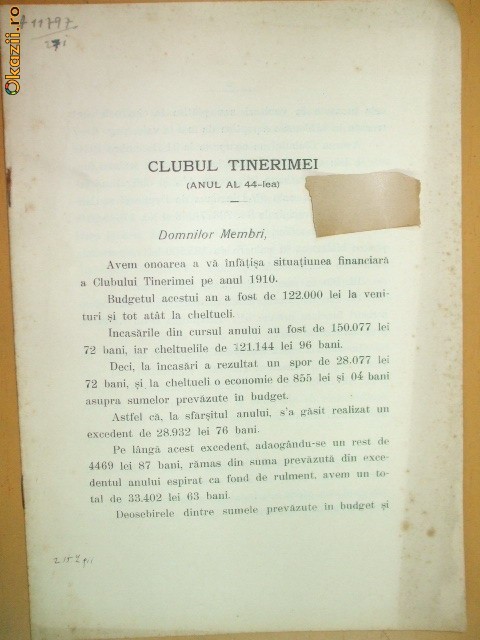 Okazii.ro
CLUBUL TINERIMEI
(ANUL AL 44-lea)
Domnilor Membri,
Avem onoarea a vă înfățișa situațiunea financiară
a Clubului Tinerimei pe anul 1910.
Budgetul acestui an a fost de 122.000 lei la veni-
turi și tot atât la cheltueli.
Incasările din cursul anului au fost de 150.077 lei
72 bani, iar cheltuelile de 121.144 lei 96 bani.
Deci, la încasări a rezultat un spor de 28.077 lei
72 bani, și la cheltueli o economie de 855 lei și 04 bani
asupra sumelor prevăzute în budget.
Astfel că, la sfârșitul anului, s'a găsit realizat un
excedent de 28.932 lei 76 bani.
Pe lângă acest excedent, adaogându-se un rest de
4469 lei 87 bani, rămas din suma prevăzută din exce-
dentul anului espirat ca fond de rulment, avem un to-
tal de 33.402 lei 63 bani.
Deosebirele dintre sumele prevăzute în budget și